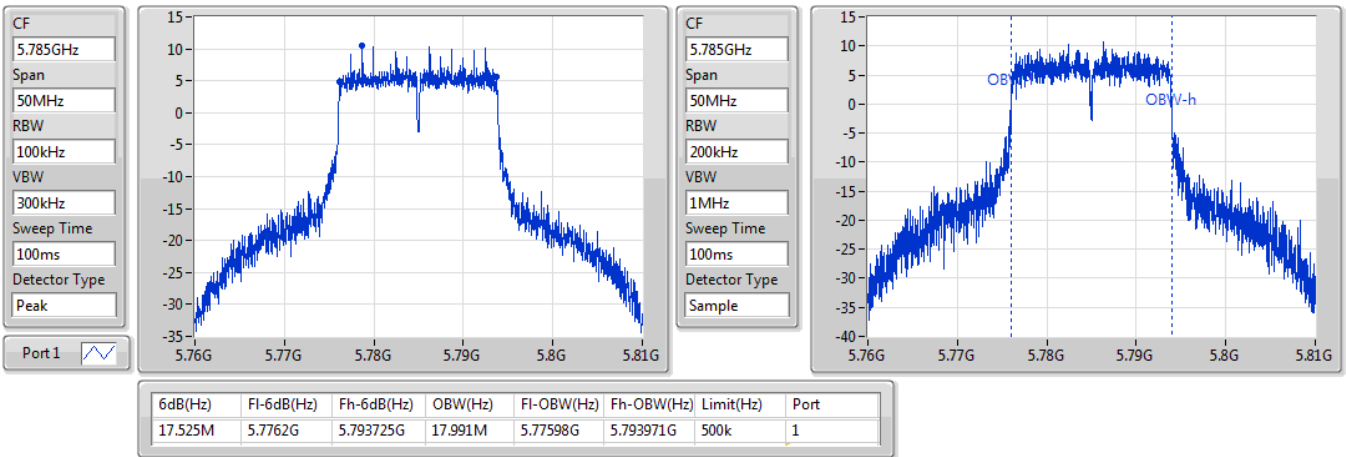 CF
5.785GHz
Span
50MHz
RBW
100kHz
VBW
300kHz
Sweep Time
100ms
Detector Type
Peak
Port 1
15-
10-
5-
0-
-5-
-10-
-15-
-20-
-25-
-30-
-35-
5.76G 5.77G 5.78G 5.79G 5.8G 5.81G
CF
5.785GHz
Span
50MHz
RBW
200kHz
VBW
1MHz
Sweep Time
100ms
Detector Type
Sample
15-
10-
5-
0-
-5-
-10-
-15-
-20-
-25-
-30-
-35-
-40-
OBW-h
5.76G 5.77G 5.78G 5.79G 5.8G 5.81G
6dB(Hz) Fl-6dB(Hz) Fh-6dB(Hz) OBW(Hz) Fl-OBW(Hz) Fh-OBW(Hz) Limit(Hz) Port
17.525M 5.7762G 5.793725G 17.991M 5.77598G 5.793971G 500k 1